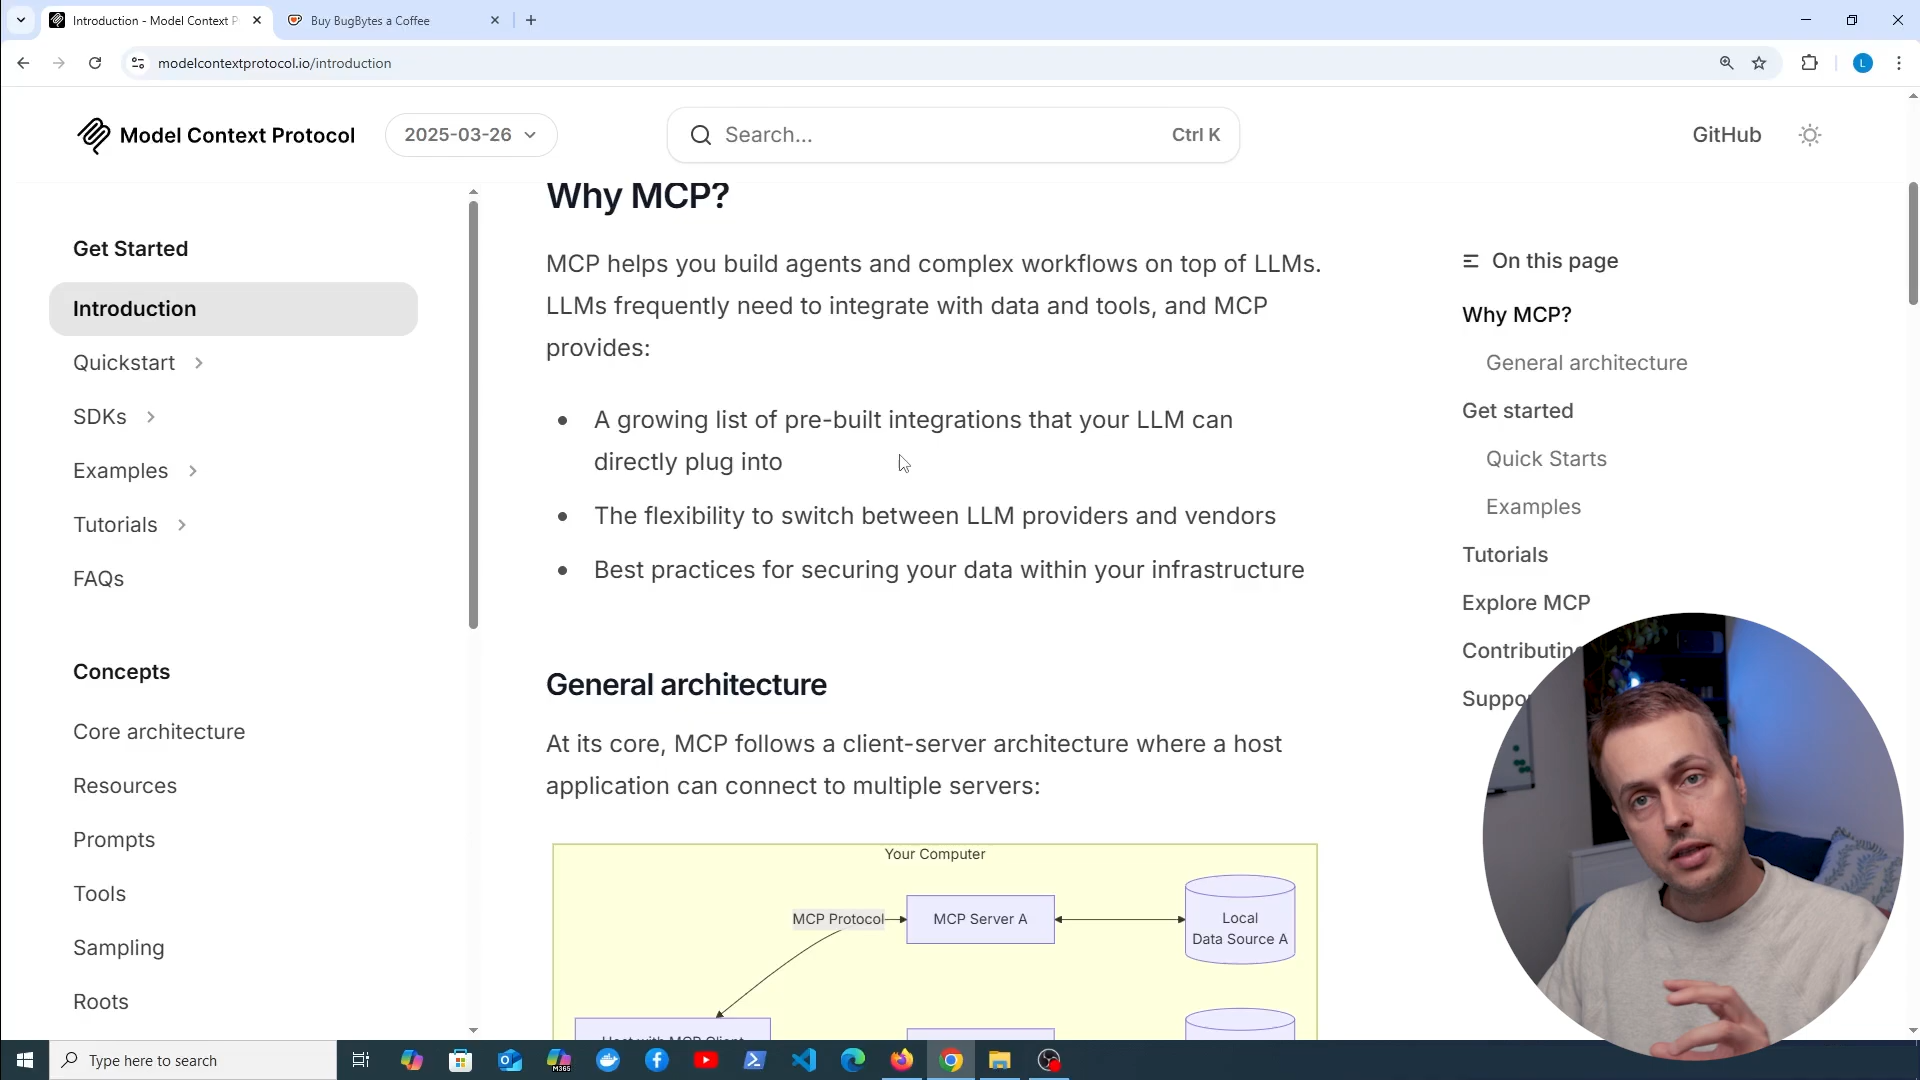 Introduction - Model Context P
Buy BugBytes a Coffee
modelcontextprotocol.io/introduction
L
Model Context Protocol
2025-03-26
Search...
Ctrl K
GitHub
Get Started
Introduction
Quickstart
SDKs
Examples
Tutorials
FAQs
Concepts
Core architecture
Resources
Prompts
Tools
Sampling
Roots
Why MCP?
MCP helps you build agents and complex workflows on top of LLMs.
LLMs frequently need to integrate with data and tools, and MCP
provides:
A growing list of pre-built integrations that your LLM can
directly plug into
The flexibility to switch between LLM providers and vendors
Best practices for securing your data within your infrastructure
General architecture
At its core, MCP follows a client-server architecture where a host
application can connect to multiple servers:
Your Computer
MCP Protocol
MCP Server A
Local
Data Source A
Host with MCP Client
On this page
Why MCP?
General architecture
Get started
Quick Starts
Examples
Tutorials
Explore MCP
Contributin
Suppo
Type here to search
M365